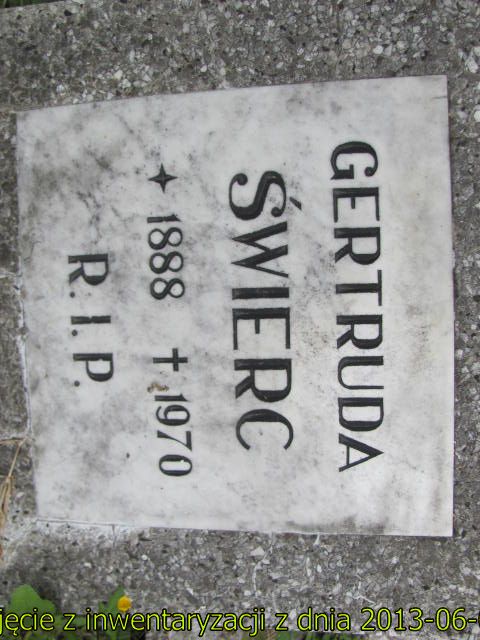 GERTRUDA
ŚWIERC
✦ 1888 ✝ 1970
R.I.P.
jęcie z inwentaryzacji z dnia 2013-06-